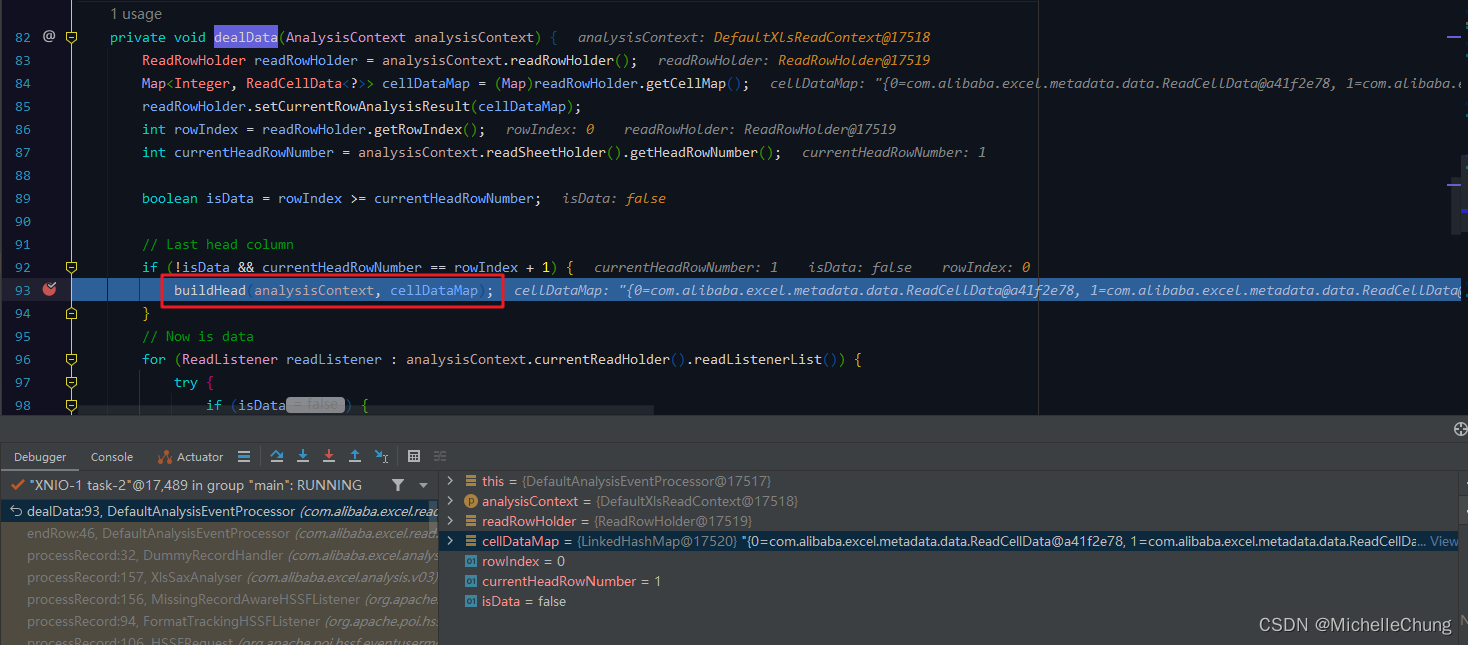 1 usage
82 @ private void dealData(AnalysisContext analysisContext) { analysisContext: DefaultXlsReadContext@17518
83 ReadRowHolder readRowHolder = analysisContext.readRowHolder(); readRowHolder: ReadRowHolder@17519
84 Map<Integer, ReadCellData<?>> cellDataMap = (Map)readRowHolder.getCellMap(); cellDataMap: "{0=com.alibaba.excel.metadata.data.ReadCellData@a41f2e78, 1=com.alibaba.e
85 readRowHolder.setCurrentRowAnalysisResult(cellDataMap);
86 int rowIndex = readRowHolder.getRowIndex(); rowIndex: 0 readRowHolder: ReadRowHolder@17519
87 int currentHeadRowNumber = analysisContext.readSheetHolder().getHeadRowNumber(); currentHeadRowNumber: 1
88
89 boolean isData = rowIndex >= currentHeadRowNumber; isData: false
90
91 // Last head column
92 if (!isData && currentHeadRowNumber == rowIndex + 1) { currentHeadRowNumber: 1 isData: false rowIndex: 0
93 buildHead(analysisContext, cellDataMap); cellDataMap: "{0=com.alibaba.excel.metadata.data.ReadCellData@a41f2e78, 1=com.alibaba.excel.metadata.data.ReadCellData@
94 }
95 // Now is data
96 for (ReadListener readListener : analysisContext.currentReadHolder().readListenerList()) {
97 try {
98 if (isData = false ) {
Debugger Console Actuator
"XNIO-1 task-2"@17,489 in group "main": RUNNING
dealData:93, DefaultAnalysisEventProcessor (com.alibaba.excel.read
endRow:46, DefaultAnalysisEventProcessor (com.alibaba.excel.read.
processRecord:32, DummyRecordHandler (com.alibaba.excel.analys
processRecord:157, XlsSaxAnalyser (com.alibaba.excel.analysis.v03)
processRecord:156, MissingRecordAwareHSSFListener (org.apache.
processRecord:94, FormatTrackingHSSFListener (org.apache.poi.hs
processRecord:106, HSSFRequest (org.apache.poi.hssf.eventuserm
this = {DefaultAnalysisEventProcessor@17517}
analysisContext = {DefaultXlsReadContext@17518}
readRowHolder = {ReadRowHolder@17519}
cellDataMap = {LinkedHashMap@17520} "{0=com.alibaba.excel.metadata.data.ReadCellData@a41f2e78, 1=com.alibaba.excel.metadata.data.ReadCellDa... View
rowIndex = 0
currentHeadRowNumber = 1
isData = false
CSDN @MichelleChung